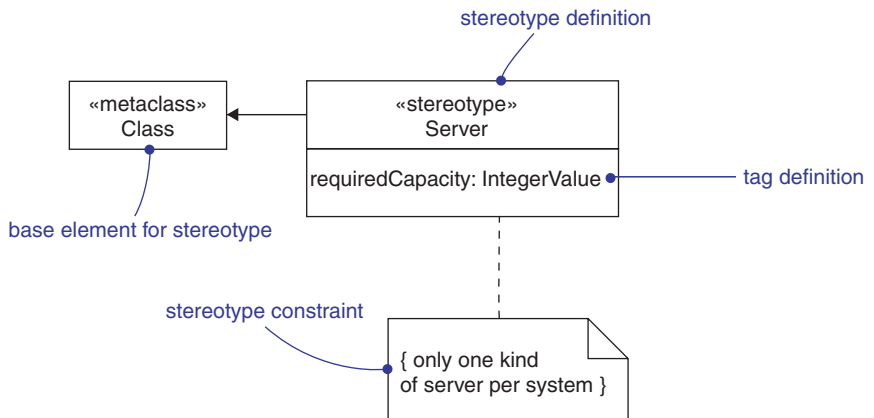 stereotype definition
«metaclass»
Class
«stereotype»
Server
requiredCapacity: IntegerValue
tag definition
base element for stereotype
stereotype constraint
{ only one kind
of server per system }